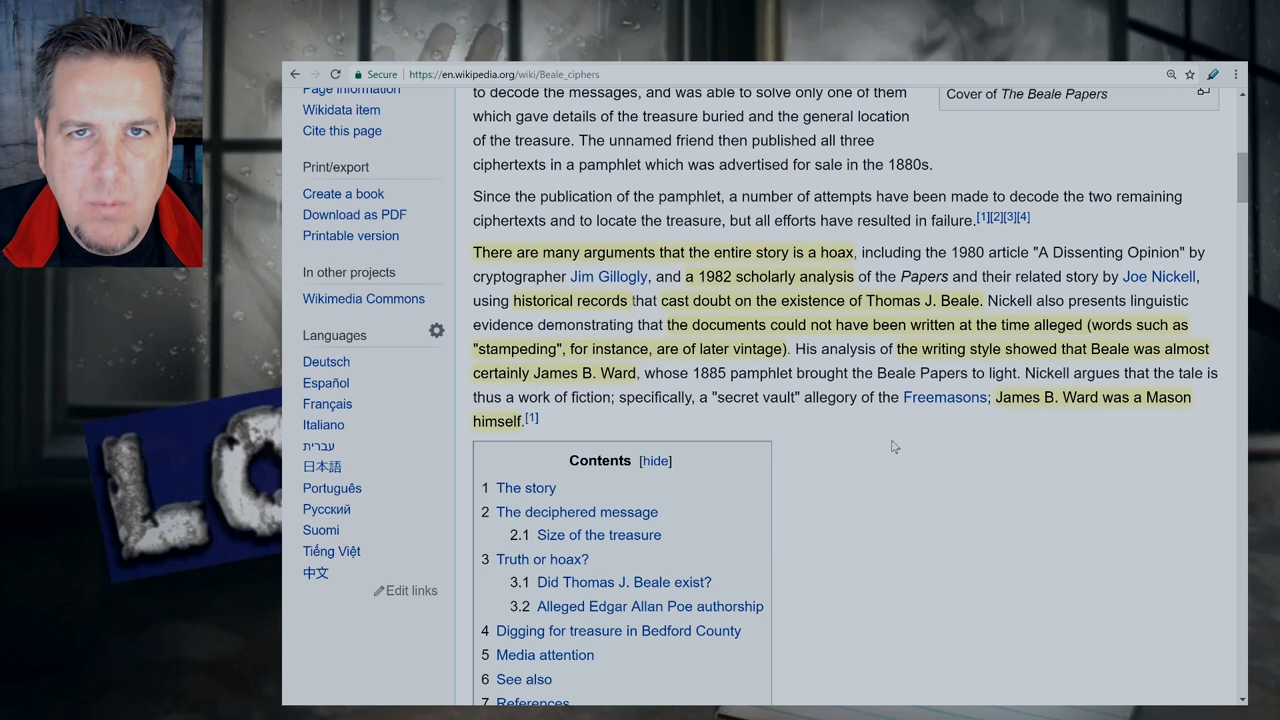 Secure
https://en.wikipedia.org/wiki/Beale_ciphers
Page information
Wikidata item
Cite this page
Print/export
Create a book
Download as PDF
Printable version
In other projects
Wikimedia Commons
Languages
Deutsch
Español
Français
Italiano
עברית
日本語
Português
Русский
Suomi
Tiếng Việt
中文
Edit links
to decode the messages, and was able to solve only one of them
which gave details of the treasure buried and the general location
of the treasure. The unnamed friend then published all three
ciphertexts in a pamphlet which was advertised for sale in the 1880s.
Cover of The Beale Papers
Since the publication of the pamphlet, a number of attempts have been made to decode the two remaining
ciphertexts and to locate the treasure, but all efforts have resulted in failure.[1][2][3][4]
There are many arguments that the entire story is a hoax, including the 1980 article "A Dissenting Opinion" by
cryptographer Jim Gillogly, and a 1982 scholarly analysis of the Papers and their related story by Joe Nickell,
using historical records that cast doubt on the existence of Thomas J. Beale. Nickell also presents linguistic
evidence demonstrating that the documents could not have been written at the time alleged (words such as
"stampeding", for instance, are of later vintage). His analysis of the writing style showed that Beale was almost
certainly James B. Ward, whose 1885 pamphlet brought the Beale Papers to light. Nickell argues that the tale is
thus a work of fiction; specifically, a "secret vault" allegory of the Freemasons; James B. Ward was a Mason
himself.[1]
Contents [hide]
1 The story
2 The deciphered message
2.1 Size of the treasure
3 Truth or hoax?
3.1 Did Thomas J. Beale exist?
3.2 Alleged Edgar Allan Poe authorship
4 Digging for treasure in Bedford County
5 Media attention
6 See also
7 References